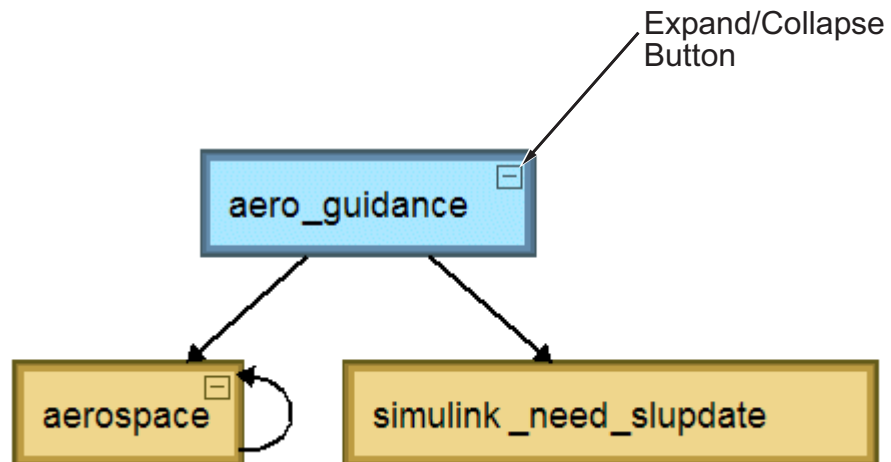 Expand/Collapse
Button
aero_guidance
aerospace
simulink _need_slupdate